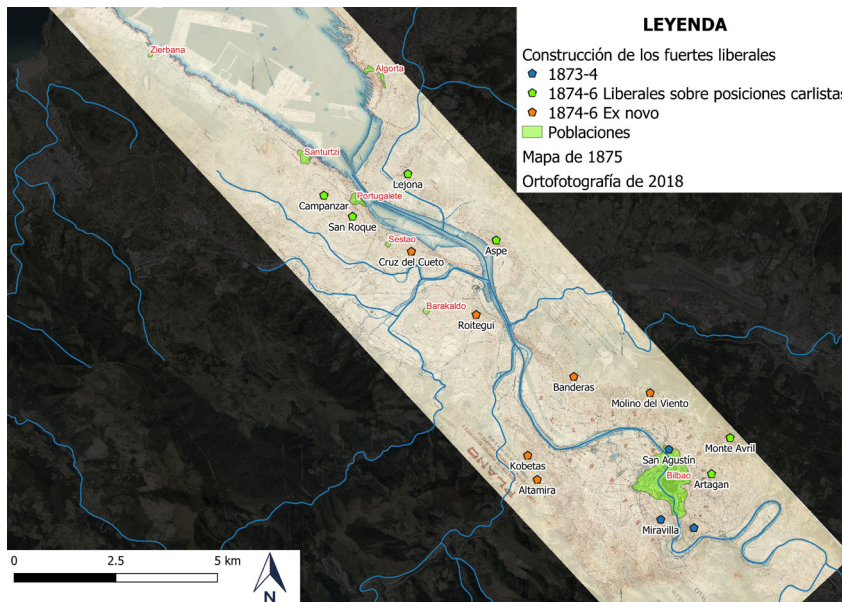 LEYENDA
Construcción de los fuertes liberales
1873-4
1874-6 Liberales sobre posiciones carlistas
1874-6 Ex novo
Poblaciones
Mapa de 1875
Ortofotografía de 2018
Zierbana
Algorta
Santurtzi
Lejona
Campanzar
Portugalete
San Roque
Sestao
Aspe
Cruz del Cueto
Barakaldo
Roitegui
Banderas
Molino del Viento
Monte Avril
San Agustín
Kobetas
Bilbao
Artagan
Altamira
PLANO
Miravilla
0 2.5 5 km
N